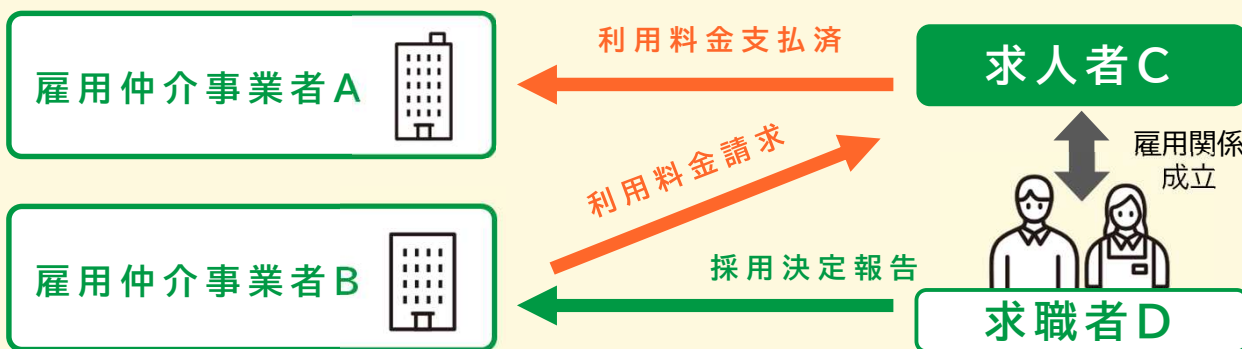 雇用仲介事業者A
利用料金支払済
求人者C
利用料金請求
雇用関係
成立
雇用仲介事業者B
採用決定報告
求職者D